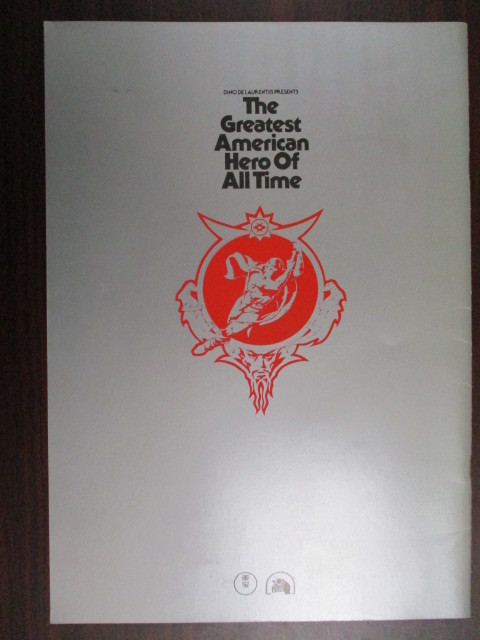 DINO DE LAURENTIIS PRESENTS
The
Greatest
American
Hero Of
All Time